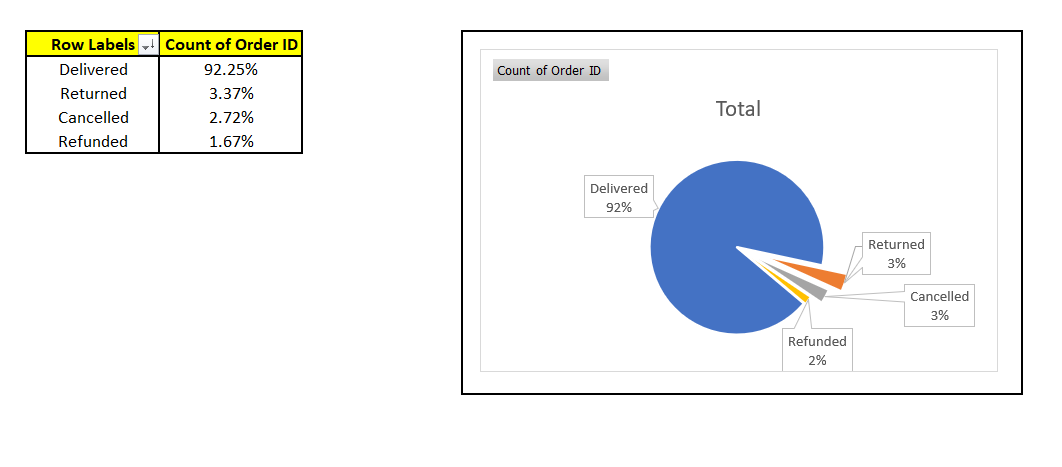 Row Labels Count of Order ID
Delivered 92.25%
Returned 3.37%
Cancelled 2.72%
Refunded 1.67%
Count of Order ID
Total
Delivered
92%
Returned
3%
Cancelled
3%
Refunded
2%